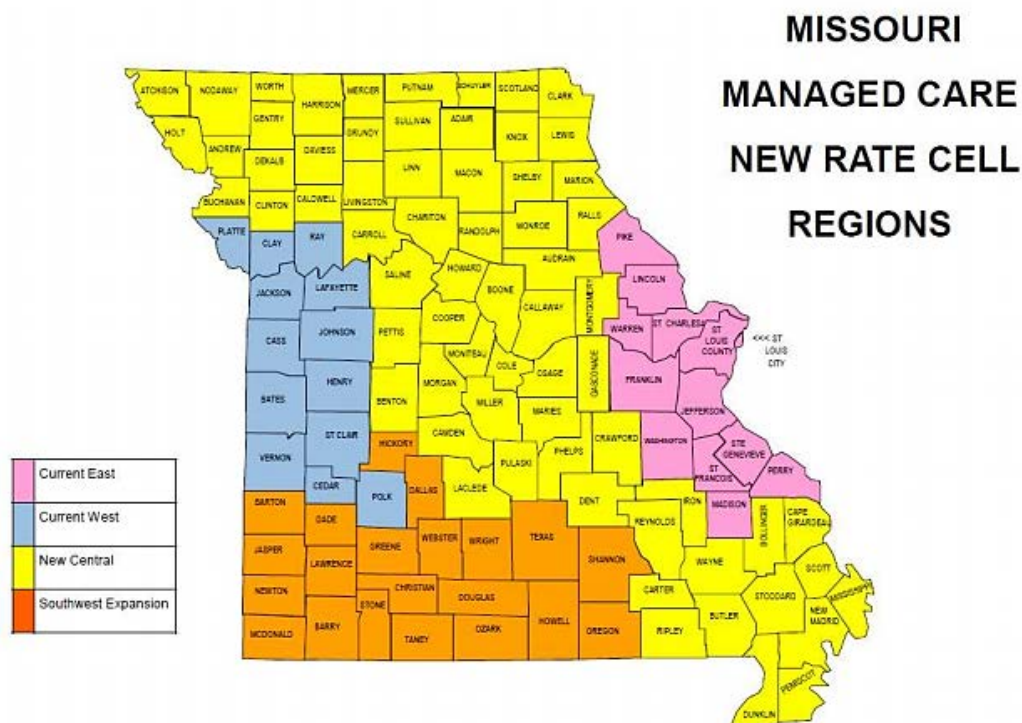 MISSOURI
MANAGED CARE
NEW RATE CELL
REGIONS
ATCHISON
NODAWAY
WORTH
HARRISON
MERCER
PUTNAM
SCHUYLER
SCOTLAND
CLARK
HOLT
GENTRY
GRUNDY
SULLIVAN
ADAIR
KNOX
LEWIS
ANDREW
DEKALB
DAVIESS
LINN
MACON
SHELBY
MARION
BUCHANAN
CLINTON
CALDWELL
LIVINGSTON
CHARITON
RANDOLPH
MONROE
RALLS
PLATTE
CLAY
RAY
CARROLL
PIKE
AUDRAIN
SALINE
HOWARD
BOONE
LINCOLN
JACKSON
LAFAYETTE
CALLAWAY
MONTGOMERY
COOPER
WARREN
ST CHARLES
ST
LOUIS
COUNTY
<<< ST
LOUIS
CITY
CASS
JOHNSON
PETTIS
MONITEAU
COLE
OSAGE
GASCONADE
FRANKLIN
HENRY
MORGAN
BATES
BENTON
MILLER
MARIES
JEFFERSON
ST CLAIR
HICKORY
CAMDEN
PHELPS
CRAWFORD
WASHINGTON
STE
GENEVIEVE
VERNON
PULASKI
ST
FRANCOIS
PERRY
CEDAR
POLK
DALLAS
LACLEDE
DENT
IRON
MADISON
BARTON
DADE
REYNOLDS
BOLLINGER
CAPE
GIRARDEAU
GREENE
WEBSTER
WRIGHT
TEXAS
SHANNON
JASPER
LAWRENCE
WAYNE
SCOTT
NEWTON
CHRISTIAN
DOUGLAS
CARTER
STODDARD
MISSISSIPPI
STONE
HOWELL
BUTLER
NEW
MADRID
MCDONALD
BARRY
TANEY
OZARK
OREGON
RIPLEY
PEMISCOT
DUNKLIN
Current East
Current West
New Central
Southwest Expansion